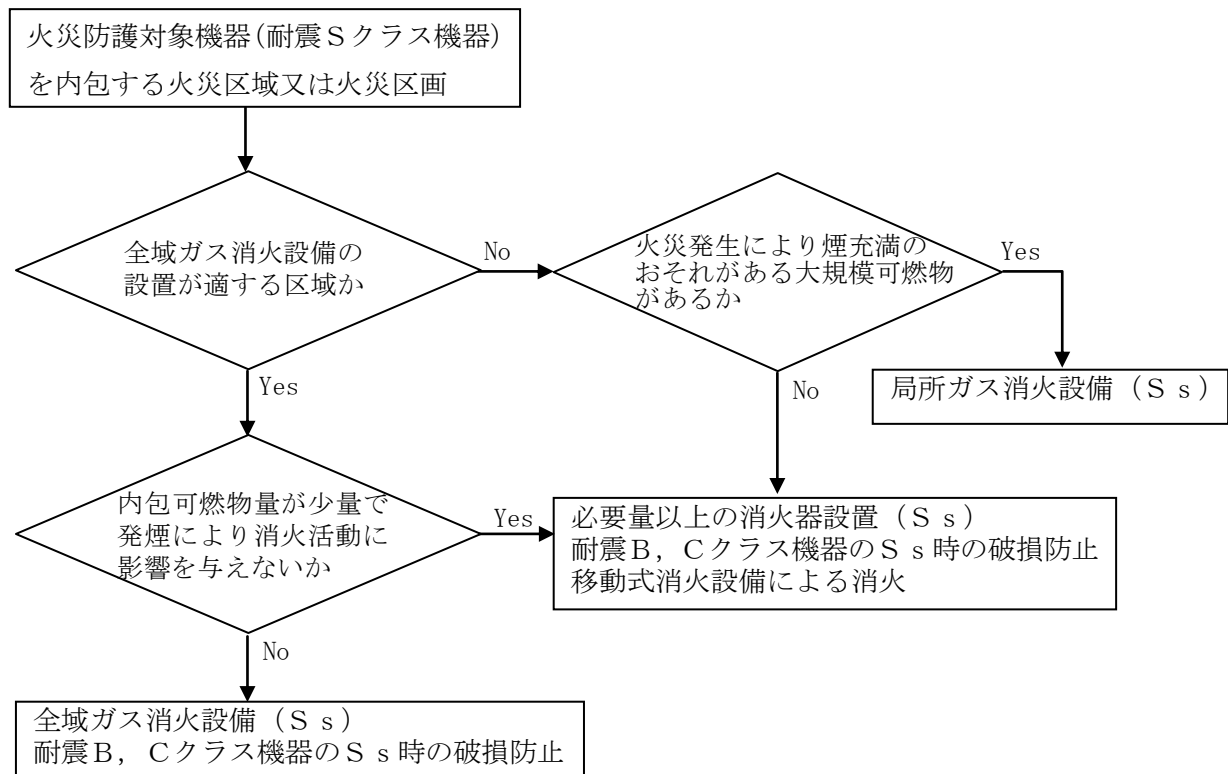 火災防護対象機器(耐震Ｓクラス機器)
を内包する火災区域又は火災区画
全域ガス消火設備の
設置が適する区域か
No
火災発生により煙充満の
おそれがある大規模可燃物
があるか
Yes
Yes
No
局所ガス消火設備（Ｓｓ）
内包可燃物量が少量で
発煙により消火活動に
影響を与えないか
Yes
必要量以上の消火器設置（Ｓｓ）
耐震Ｂ，Ｃクラス機器のＳｓ時の破損防止
移動式消火設備による消火
No
全域ガス消火設備（Ｓｓ）
耐震Ｂ，Ｃクラス機器のＳｓ時の破損防止